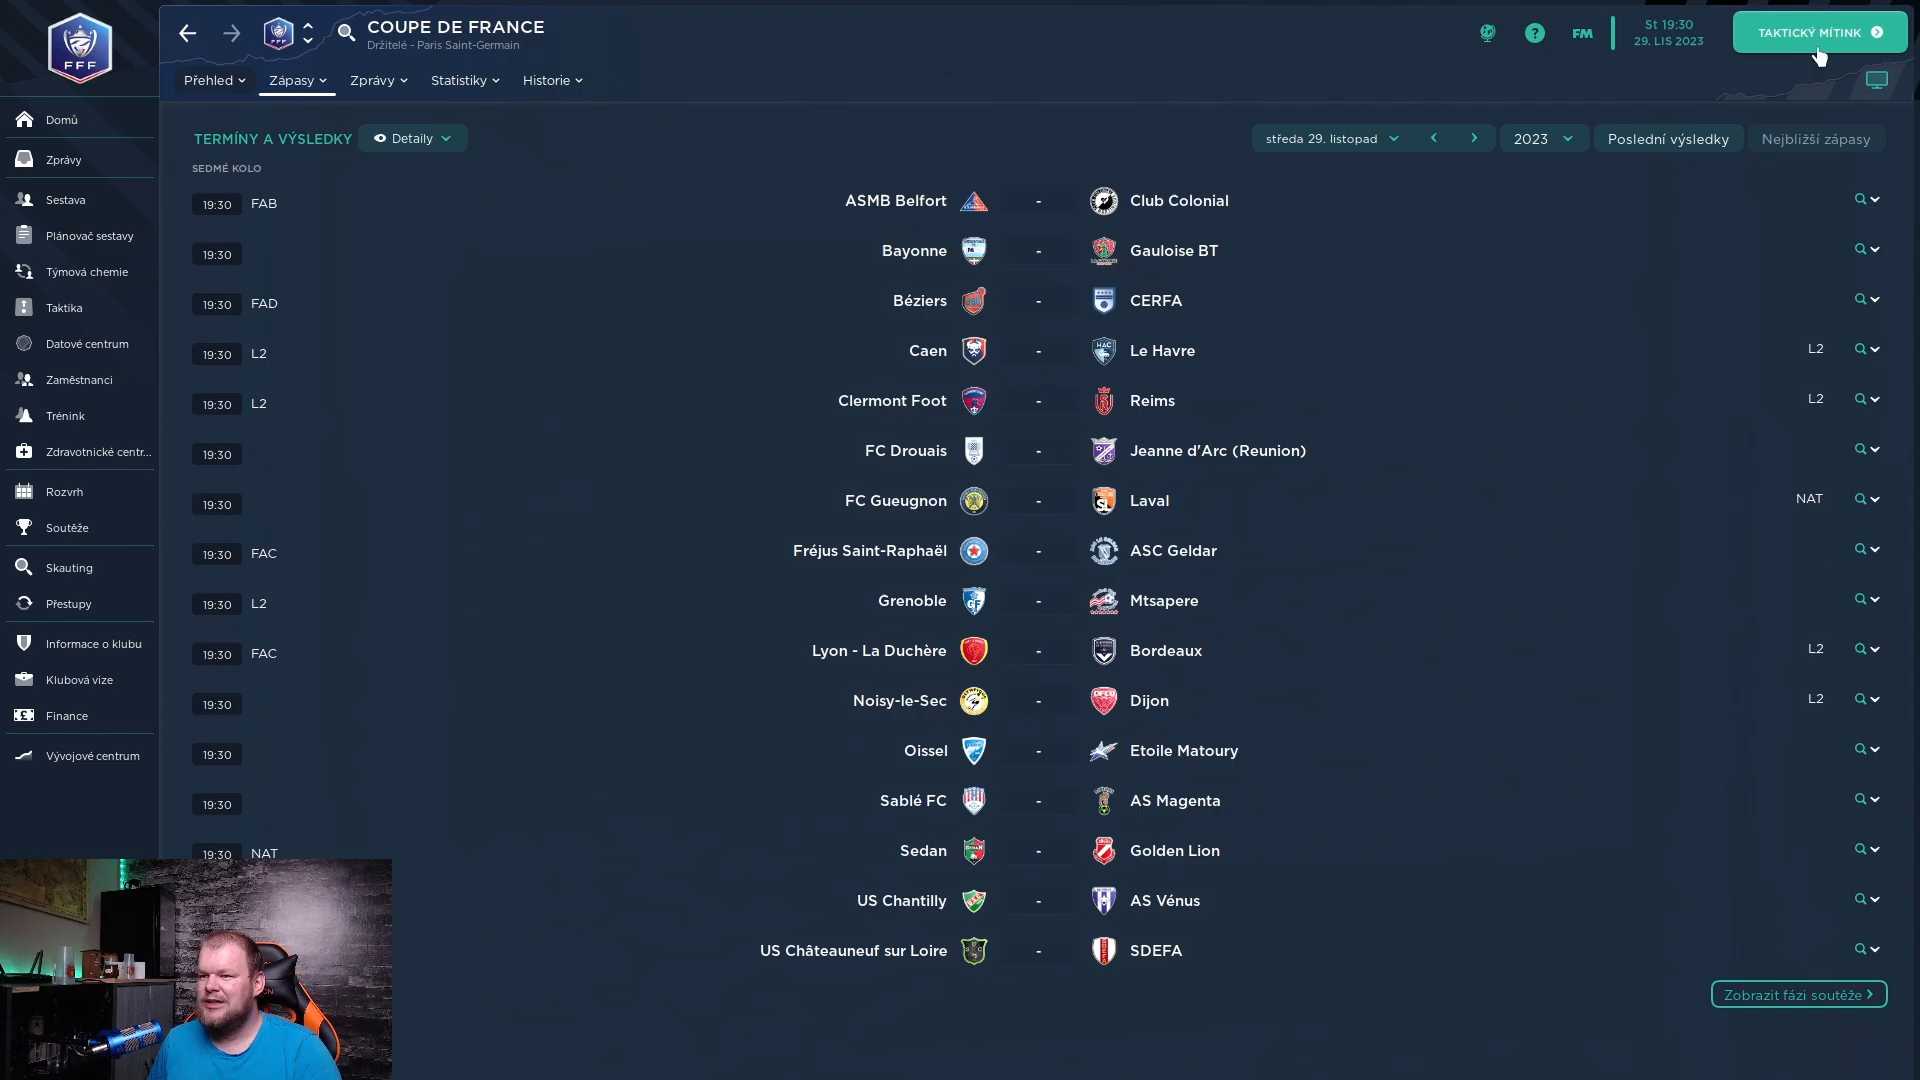 COUPE DE FRANCE
Držitelé - Paris Saint-Germain
FM
St 19:30
29. LIS 2023
TAKTICKÝ MÍTINK
FFF
Přehled
Zápasy
Zprávy
Statistiky
Historie
Domů
Zprávy
Sestava
Plánovač sestavy
Týmová chemie
Taktika
Datové centrum
Zaměstnanci
Trénink
Zdravotnické centr...
Rozvrh
Soutěže
Skauting
Přestupy
Informace o klubu
Klubová vize
Finance
Vývojové centrum
TERMÍNY A VÝSLEDKY
Detaily
středa 29. listopad
2023
Poslední výsledky
Nejbližší zápasy
SEDMÉ KOLO
19:30 FAB ASMB Belfort - Club Colonial
19:30 Bayonne - Gauloise BT
19:30 FAD Béziers - CERFA
19:30 L2 Caen - Le Havre L2
19:30 L2 Clermont Foot - Reims L2
19:30 FC Drouais - Jeanne d'Arc (Reunion)
19:30 FC Gueugnon - Laval NAT
19:30 FAC Fréjus Saint-Raphaël - ASC Geldar
19:30 L2 Grenoble - Mtsapere
19:30 FAC Lyon - La Duchère - Bordeaux L2
19:30 Noisy-le-Sec - Dijon L2
19:30 Oissel - Etoile Matoury
19:30 Sablé FC - AS Magenta
19:30 NAT Sedan - Golden Lion
US Chantilly - AS Vénus
US Châteauneuf sur Loire - SDEFA
Zobrazit fázi soutěže